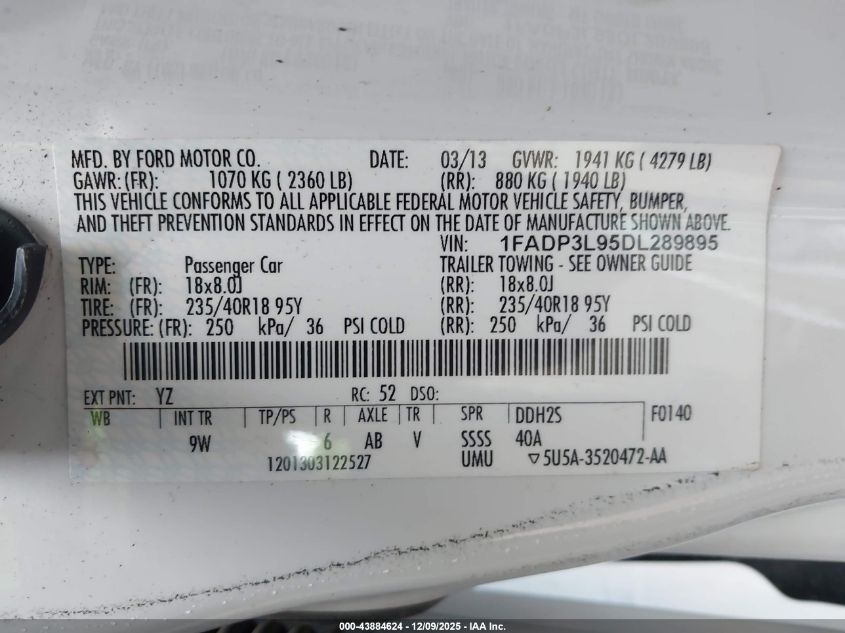 MFD. BY FORD MOTOR CO. DATE: 03/13 GVWR: 1941 KG ( 4279 LB)
GAWR: (FR): 1070 KG ( 2360 LB) (RR): 880 KG ( 1940 LB)
THIS VEHICLE CONFORMS TO ALL APPLICABLE FEDERAL MOTOR VEHICLE SAFETY, BUMPER,
AND THEFT PREVENTION STANDARDS IN EFFECT ON THE DATE OF MANUFACTURE SHOWN ABOVE.
VIN: 1FADP3L95DL289895
TYPE: Passenger Car TRAILER TOWING - SEE OWNER GUIDE
RIM: (FR): 18x8.0J (RR): 18x8.0J
TIRE: (FR): 235/40R18 95Y (RR): 235/40R18 95Y
PRESSURE: (FR): 250 kPa/ 36 PSI COLD (RR): 250 kPa/ 36 PSI COLD
EXT PNT: YZ RC: 52 DSO:
WB INT TR TP/PS R AXLE TR SPR DDH2S F0140
9W 6 AB V SSSS 40A
1201303122527 UMU ▽5U5A-3520472-AA
000-43884624 - 12/09/2025 - IAA Inc.